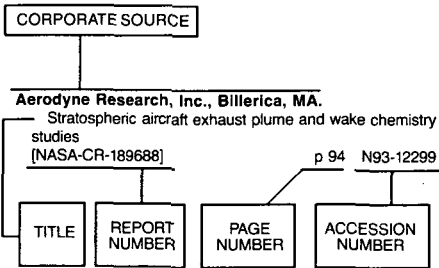 CORPORATE SOURCE
Aerodyne Research, Inc., Billerica, MA.
Stratospheric aircraft exhaust plume and wake chemistry
studies
[NASA-CR-189688] p 94 N93-12299
TITLE
REPORT
NUMBER
PAGE
NUMBER
ACCESSION
NUMBER